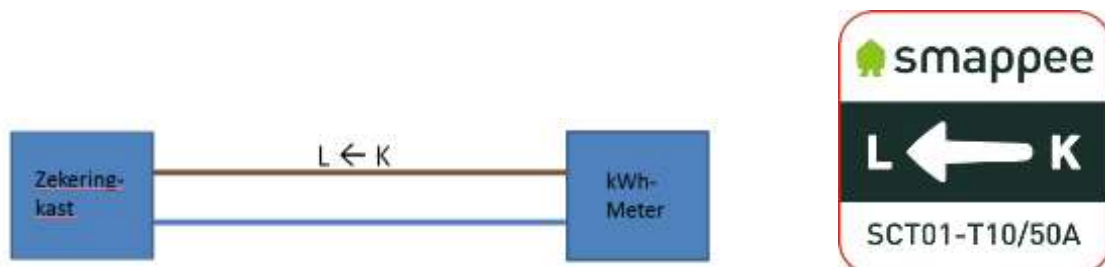 Zekering-
kast
L ← K
kWh-
Meter
smappee
L ← K
SCT01-T10/50A